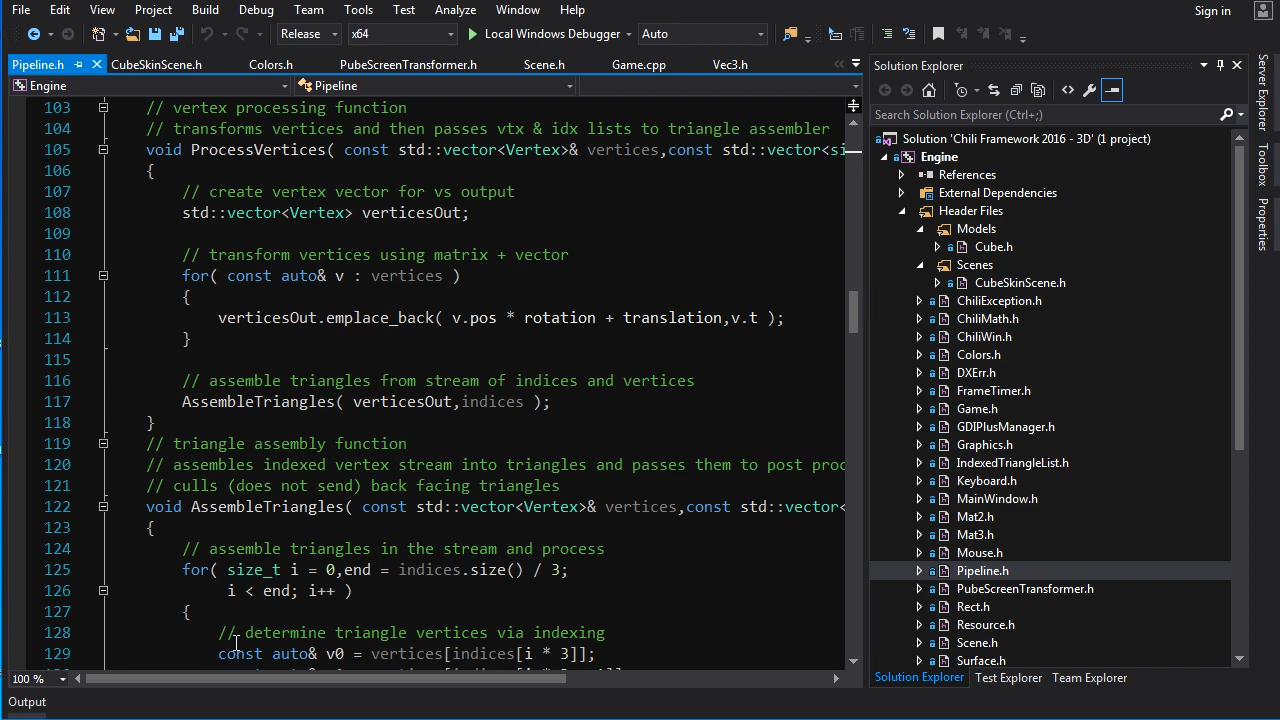 File Edit View Project Build Debug Team Tools Test Analyze Window Help Sign in
Release x64 Local Windows Debugger Auto
Pipeline.h CubeSkinScene.h Colors.h PubeScreenTransformer.h Scene.h Game.cpp Vec3.h
Engine Pipeline
103 // vertex processing function
104 // transforms vertices and then passes vtx & idx lists to triangle assembler
105 void ProcessVertices( const std::vector<Vertex>& vertices,const std::vector<si
106 {
107 // create vertex vector for vs output
108 std::vector<Vertex> verticesOut;
109
110 // transform vertices using matrix + vector
111 for( const auto& v : vertices )
112 {
113 verticesOut.emplace_back( v.pos * rotation + translation,v.t );
114 }
115
116 // assemble triangles from stream of indices and vertices
117 AssembleTriangles( verticesOut,indices );
118 }
119 // triangle assembly function
120 // assembles indexed vertex stream into triangles and passes them to post proc
121 // culls (does not send) back facing triangles
122 void AssembleTriangles( const std::vector<Vertex>& vertices,const std::vector<
123 {
124 // assemble triangles in the stream and process
125 for( size_t i = 0,end = indices.size() / 3;
126 i < end; i++ )
127 {
128 // determine triangle vertices via indexing
129 const auto& v0 = vertices[indices[i * 3]];
100 %
Output
Solution Explorer
Search Solution Explorer (Ctrl+;)
Solution 'Chili Framework 2016 - 3D' (1 project)
Engine
References
External Dependencies
Header Files
Models
Cube.h
Scenes
CubeSkinScene.h
ChiliException.h
ChiliMath.h
ChiliWin.h
Colors.h
DXErr.h
FrameTimer.h
Game.h
GDIPlusManager.h
Graphics.h
IndexedTriangleList.h
Keyboard.h
MainWindow.h
Mat2.h
Mat3.h
Mouse.h
Pipeline.h
PubeScreenTransformer.h
Rect.h
Resource.h
Scene.h
Surface.h
Solution Explorer Test Explorer Team Explorer
Server Explorer
Toolbox
Properties